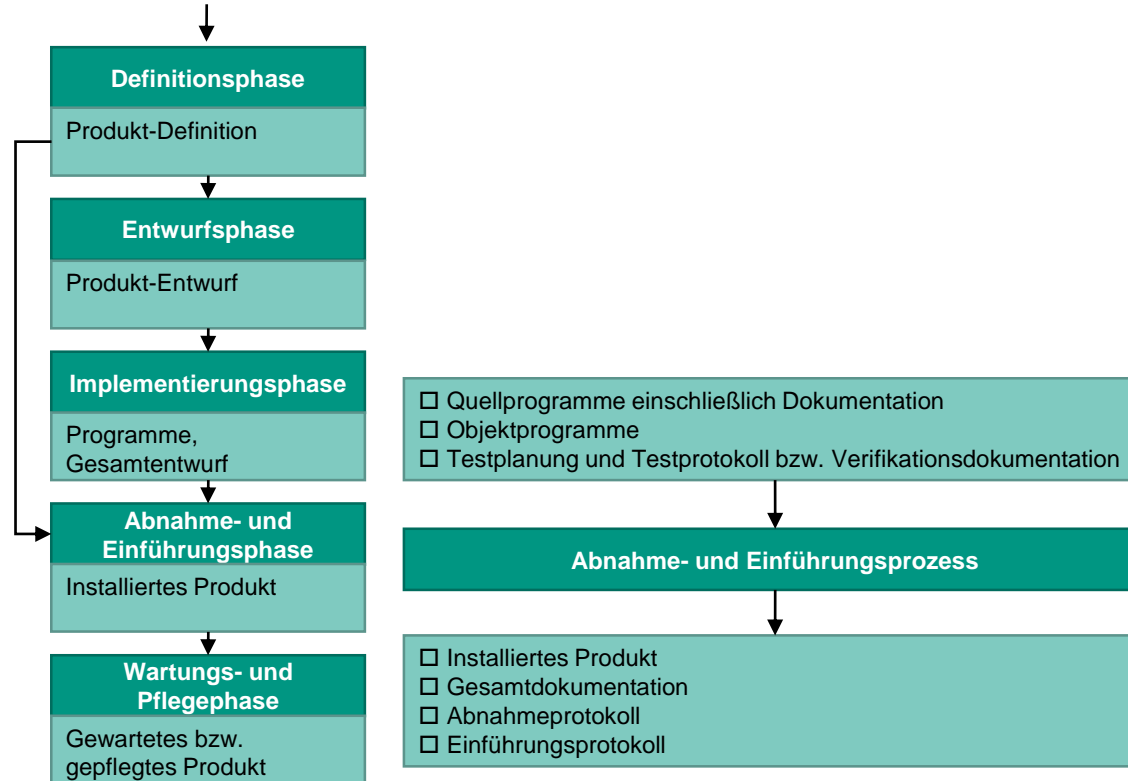 Definitionsphase
Produkt-Definition
Entwurfsphase
Produkt-Entwurf
Implementierungsphase
Programme,
Gesamtentwurf
Abnahme- und
Einführungsphase
Installiertes Produkt
Wartungs- und
Pflegephase
Gewartetes bzw.
gepflegtes Produkt
Quellprogramme einschließlich Dokumentation
Objektprogramme
Testplanung und Testprotokoll bzw. Verifikationsdokumentation
Abnahme- und Einführungsprozess
Installiertes Produkt
Gesamtdokumentation
Abnahmeprotokoll
Einführungsprotokoll